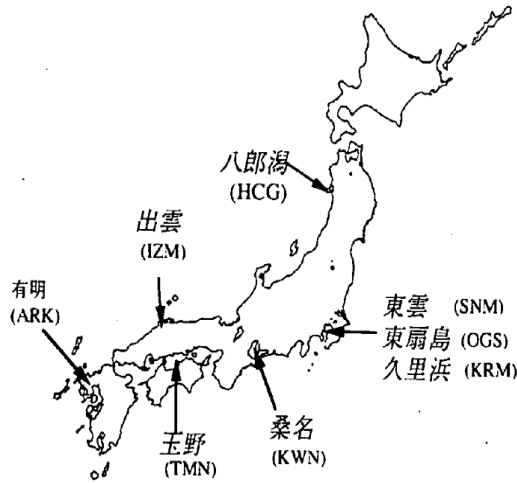 八郎潟
(HCG)
出雲
(IZM)
有明
(ARK)
東雲 (SNM)
東扇島 (OGS)
久里浜 (KRM)
玉野
(TMN)
桑名
(KWN)